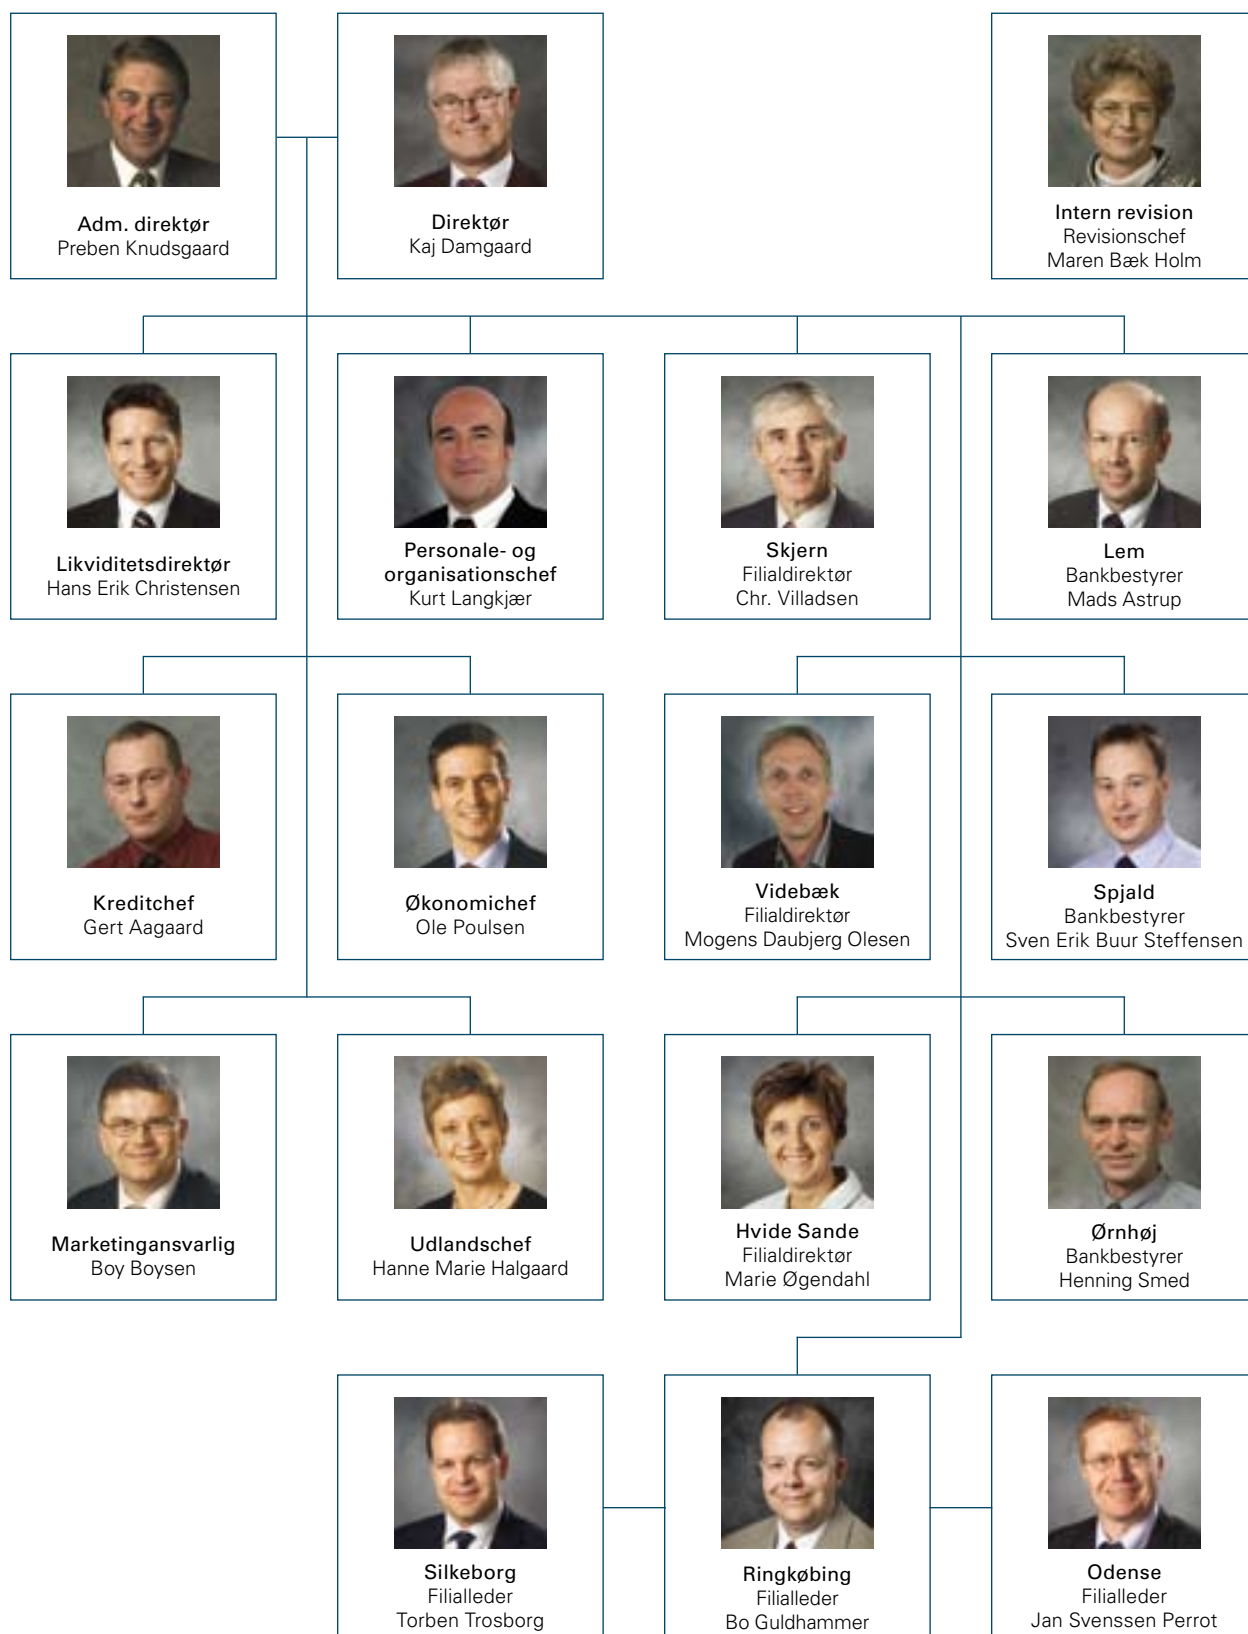 Adm. direktør
Preben Knudsgaard
Direktør
Kaj Damgaard
Intern revision
Revisionschef
Maren Bæk Holm
Likviditetsdirektør
Hans Erik Christensen
Personale- og
organisationschef
Kurt Langkjær
Skjern
Filialdirektør
Chr. Villadsen
Lem
Bankbestyrer
Mads Astrup
Kreditchef
Gert Aagaard
Økonomichef
Ole Poulsen
Videbæk
Filialdirektør
Mogens Daubjerg Olesen
Spjald
Bankbestyrer
Sven Erik Buur Steffensen
Marketingansvarlig
Boy Boysen
Udlandschef
Hanne Marie Halgaard
Hvide Sande
Filialdirektør
Marie Øgendahl
Ørnhøj
Bankbestyrer
Henning Smed
Silkeborg
Filialleder
Torben Trosborg
Ringkøbing
Filialleder
Bo Guldhammer
Odense
Filialleder
Jan Svenssen Perrot